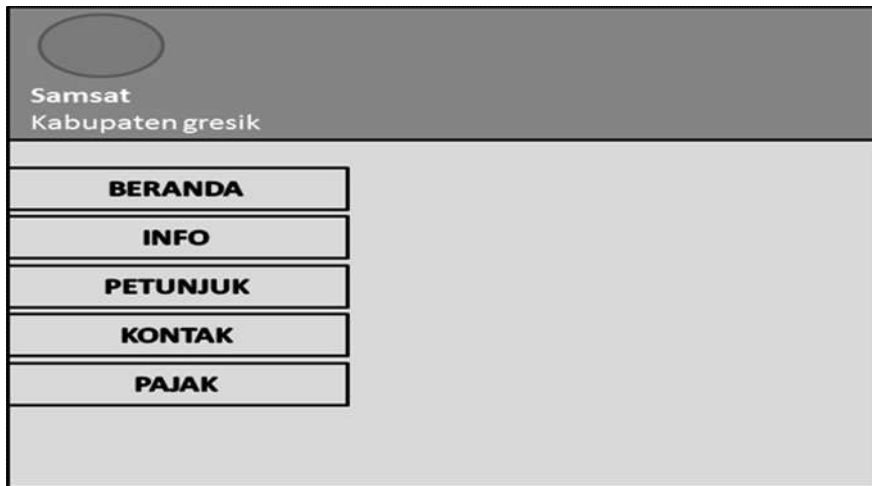 Samsat
Kabupaten gresik
BERANDA
INFO
PETUNJUK
KONTAK
PAJAK